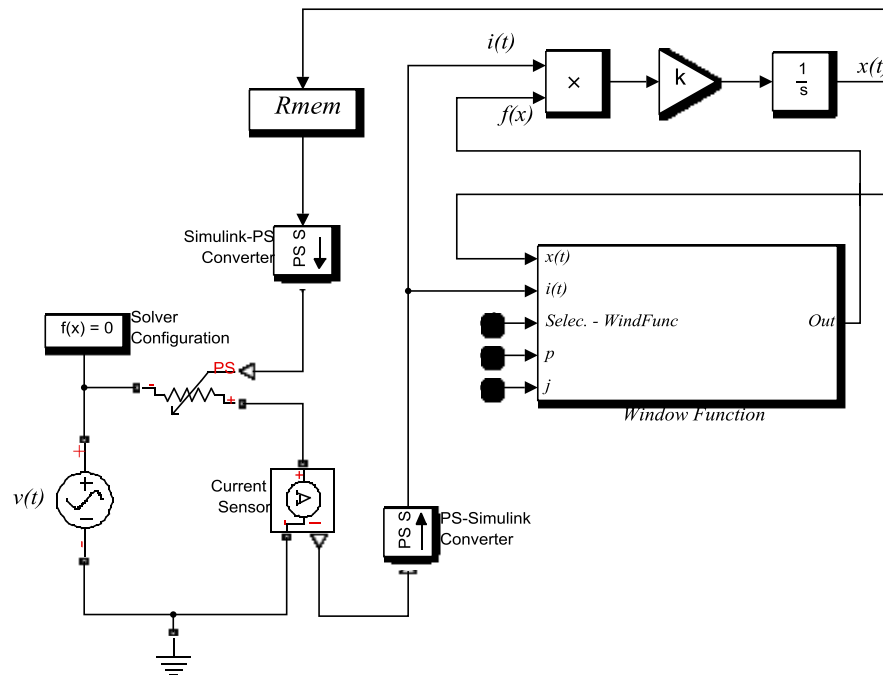 i(t)
x(t)
×
k
1
s
f(x)
Rmem
Simulink-PS
Converter
PS S
x(t)
i(t)
Selec. - WindFunc
Out
p
j
Window Function
Solver
Configuration
f(x) = 0
PS
-
+
+
+
-
v(t)
Current
Sensor
+
A
-
PS S
PS-Simulink
Converter